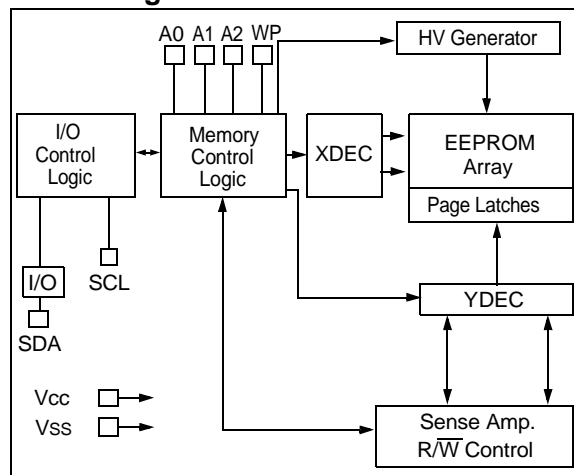 A0 A1 A2 WP
HV Generator
I/O
Control
Logic
Memory
Control
Logic
XDEC
EEPROM
Array
Page Latches
I/O
SCL
SDA
YDEC
Vcc
Vss
Sense Amp.
R/W̅ Control